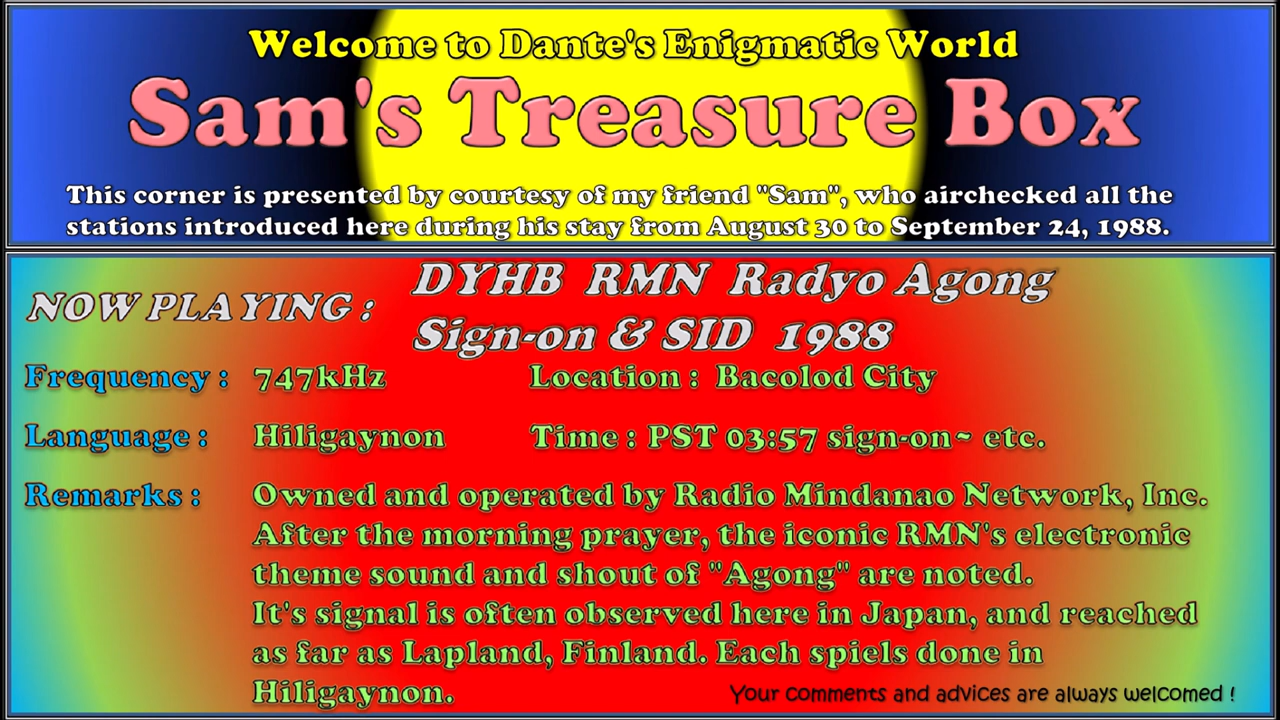 Welcome to Dante's Enigmatic World
Sam's Treasure Box
This corner is presented by courtesy of my friend "Sam", who airchecked all the
stations introduced here during his stay from August 30 to September 24, 1988.
NOW PLAYING : DYHB RMN Radyo Agong
Sign-on & SID 1988
Frequency : 747kHz Location : Bacolod City
Language : Hiligaynon Time : PST 03:57 sign-on~ etc.
Remarks : Owned and operated by Radio Mindanao Network, Inc.
After the morning prayer, the iconic RMN's electronic
theme sound and shout of "Agong" are noted.
It's signal is often observed here in Japan, and reached
as far as Lapland, Finland. Each spiels done in
Hiligaynon.
Your comments and advices are always welcomed !